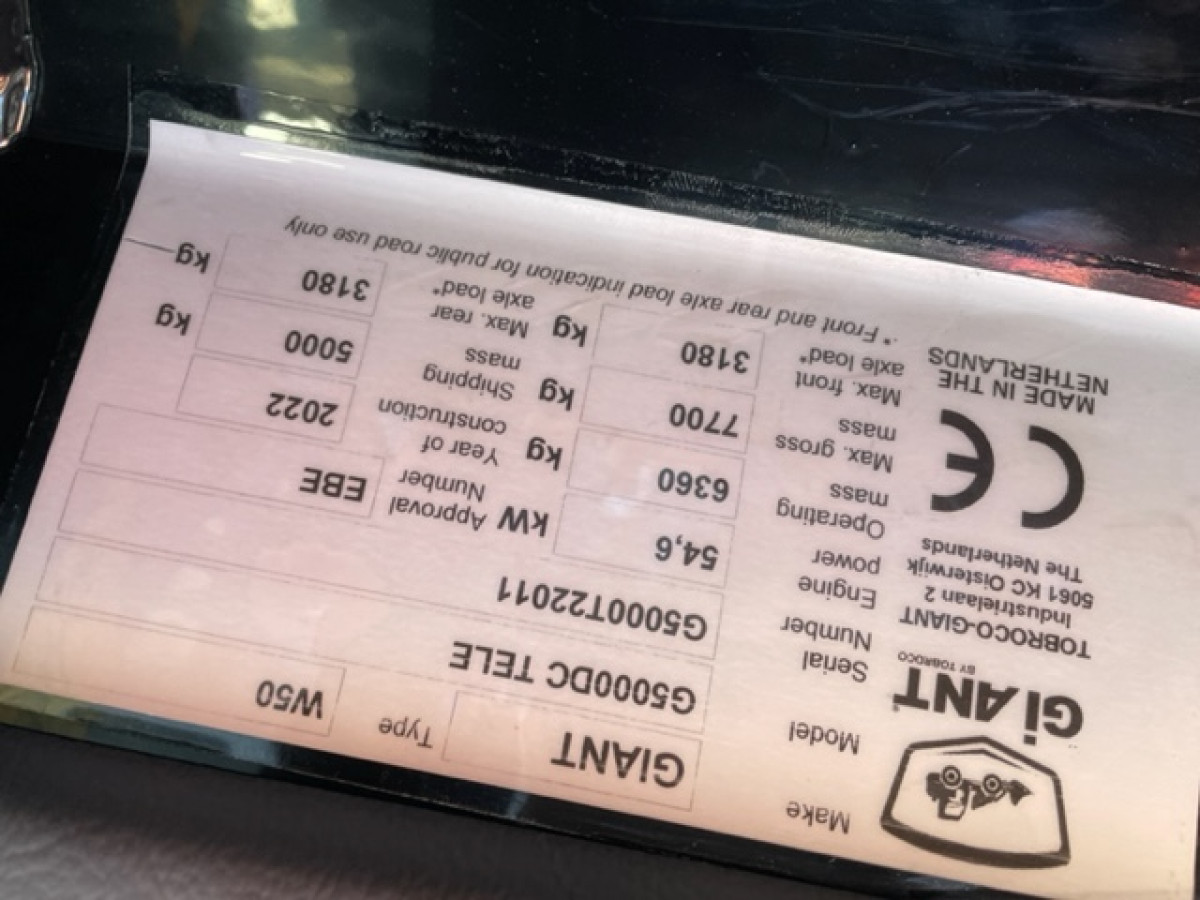 GiANT
BY TOBROCO
TOBROCO-GIANT
Industrielaan 2
5061 KC Oisterwijk
The Netherlands
CE
MADE IN THE
NETHERLANDS
Make GiANT Type W50
Model G5000DC TELE
Serial
Number G5000T22011
Engine
power 54,6 kW Approval
Number EBE
Operating
mass 6360 kg Year of
construction 2022
Max. gross
mass 7700 kg Shipping
mass 5000 kg
Max. front
axle load* 3180 kg Max. rear
axle load* 3180 kg
* Front and rear axle load indication for public road use only